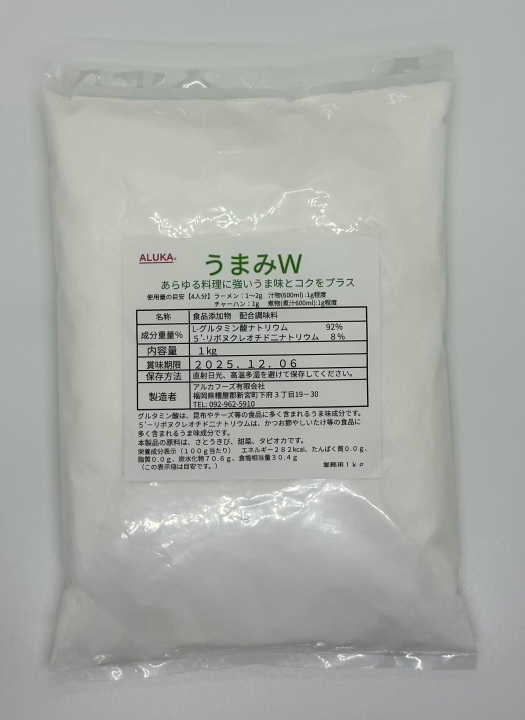 ALUKA®
うまみW
あらゆる料理に強いうま味とコクをプラス
使用量の目安【4人分】ラーメン：1～2g 汁物(600ml) :1g程度
チャーハン：1g 煮物(煮汁600ml):1g程度
名称 食品添加物 配合調味料
成分重量% L-グルタミン酸ナトリウム 92%
5’-リボヌクレオチド二ナトリウム 8%
内容量 1kg
賞味期限 2025．12．06
保存方法 直射日光、高温多湿を避けて保存してください。
製造者 アルカフーズ有限会社
福岡県糟屋郡新宮町下府3丁目19－30
TEL: 092-962-5910
グルタミン酸は、昆布やチーズ等の食品に多く含まれるうま味成分です。
5’－リボヌクレオチド二ナトリウムは、かつお節やしいたけ等の食品に
多く含まれるうま味成分です。
本製品の原料は、さとうきび、甜菜、タピオカです。
栄養成分表示（100g当たり） エネルギー282kcal、たんぱく質0.0g、
脂質0.0g、炭水化物70.6g、食塩相当量30.4g
（この表示値は目安です。） 業務用1kg